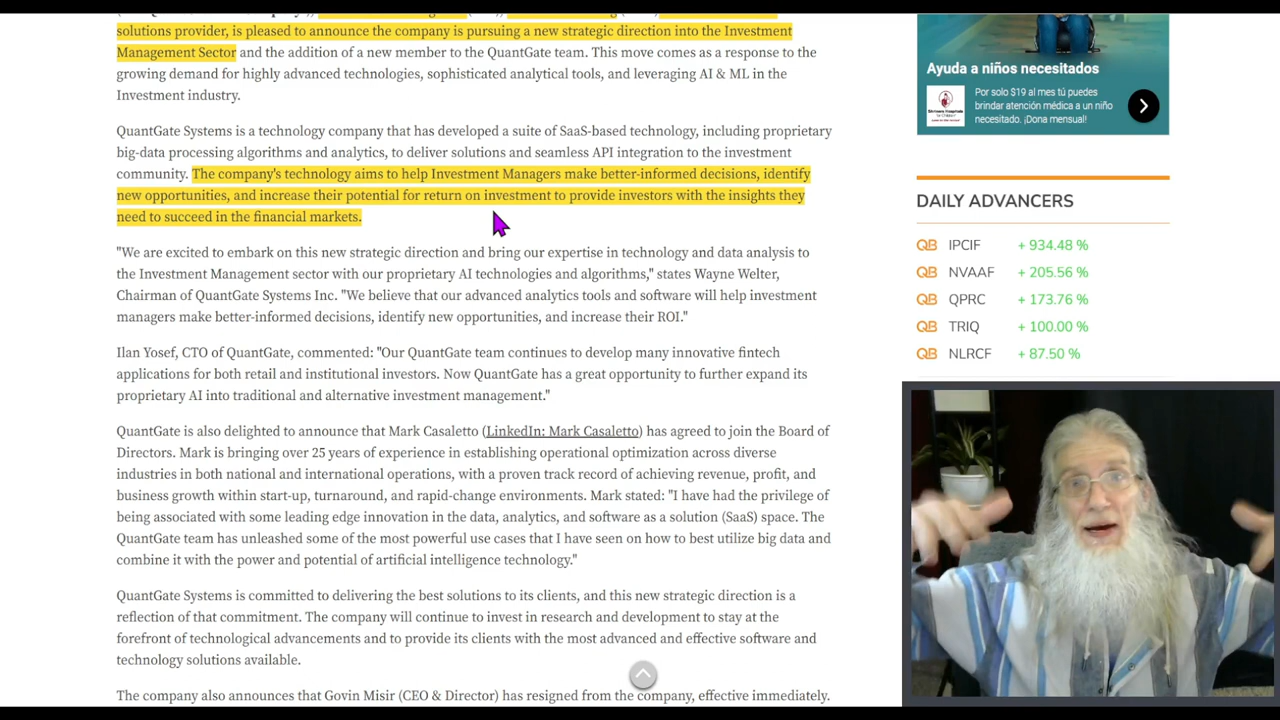 solutions provider, is pleased to announce the company is pursuing a new strategic direction into the Investment
Management Sector and the addition of a new member to the QuantGate team. This move comes as a response to the
growing demand for highly advanced technologies, sophisticated analytical tools, and leveraging AI & ML in the
Investment industry.
QuantGate Systems is a technology company that has developed a suite of SaaS-based technology, including proprietary
big-data processing algorithms and analytics, to deliver solutions and seamless API integration to the investment
community. The company's technology aims to help Investment Managers make better-informed decisions, identify
new opportunities, and increase their potential for return on investment to provide investors with the insights they
need to succeed in the financial markets.
"We are excited to embark on this new strategic direction and bring our expertise in technology and data analysis to
the Investment Management sector with our proprietary AI technologies and algorithms," states Wayne Welter,
Chairman of QuantGate Systems Inc. "We believe that our advanced analytics tools and software will help investment
managers make better-informed decisions, identify new opportunities, and increase their ROI."
Ilan Yosef, CTO of QuantGate, commented: "Our QuantGate team continues to develop many innovative fintech
applications for both retail and institutional investors. Now QuantGate has a great opportunity to further expand its
proprietary AI into traditional and alternative investment management."
QuantGate is also delighted to announce that Mark Casaletto (LinkedIn: Mark Casaletto) has agreed to join the Board of
Directors. Mark is bringing over 25 years of experience in establishing operational optimization across diverse
industries in both national and international operations, with a proven track record of achieving revenue, profit, and
business growth within start-up, turnaround, and rapid-change environments. Mark stated: "I have had the privilege of
being associated with some leading edge innovation in the data, analytics, and software as a solution (SaaS) space. The
QuantGate team has unleashed some of the most powerful use cases that I have seen on how to best utilize big data and
combine it with the power and potential of artificial intelligence technology."
QuantGate Systems is committed to delivering the best solutions to its clients, and this new strategic direction is a
reflection of that commitment. The company will continue to invest in research and development to stay at the
forefront of technological advancements and to provide its clients with the most advanced and effective software and
technology solutions available.
The company also announces that Govin Misir (CEO & Director) has resigned from the company, effective immediately.
Ayuda a niños necesitados
Por solo $19 al mes tú puedes
brindar atención médica a un niño
necesitado. ¡Dona mensual!
DAILY ADVANCERS
QB IPCIF + 934.48 %
QB NVAAF + 205.56 %
QB QPRC + 173.76 %
QB TRIQ + 100.00 %
QB NLRCF + 87.50 %